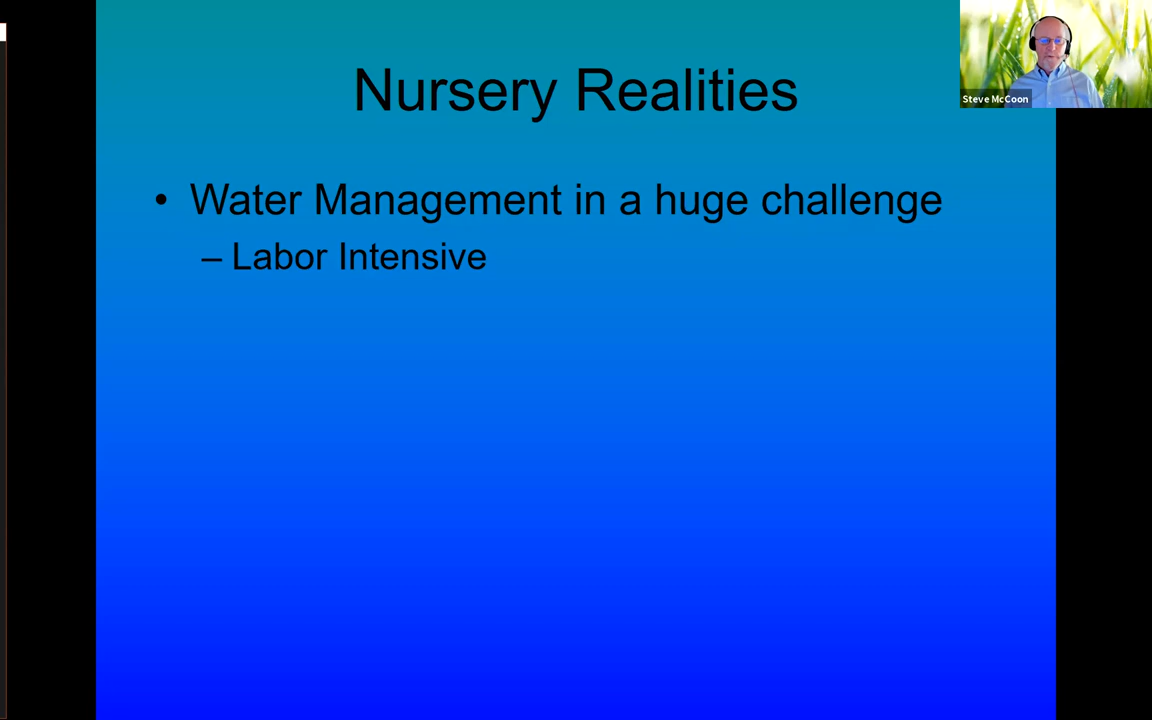 Nursery Realities
Steve McCoon
• Water Management in a huge challenge
– Labor Intensive